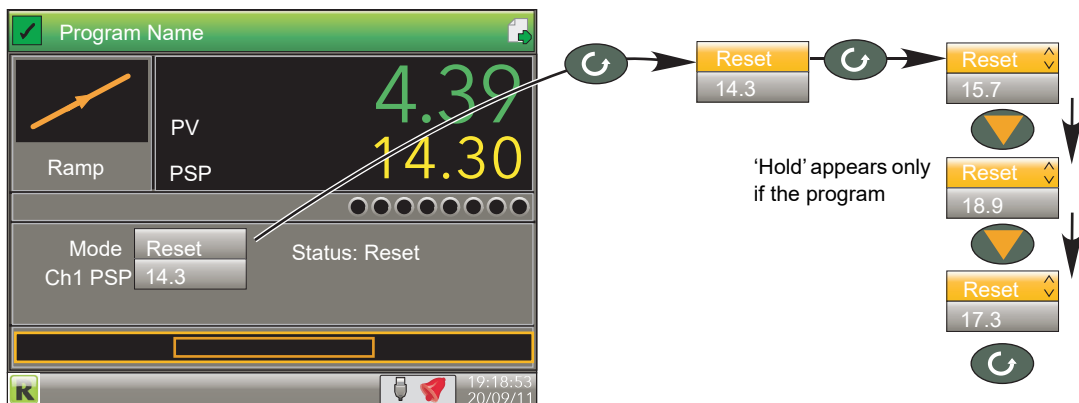 Program Name
4.39
PV
14.30
PSP
Ramp
Mode Reset
Status: Reset
Ch1 PSP 14.3
19:18:53
20/09/11
Reset
14.3
Reset
15.7
'Hold' appears only
if the program
Reset
18.9
Reset
17.3